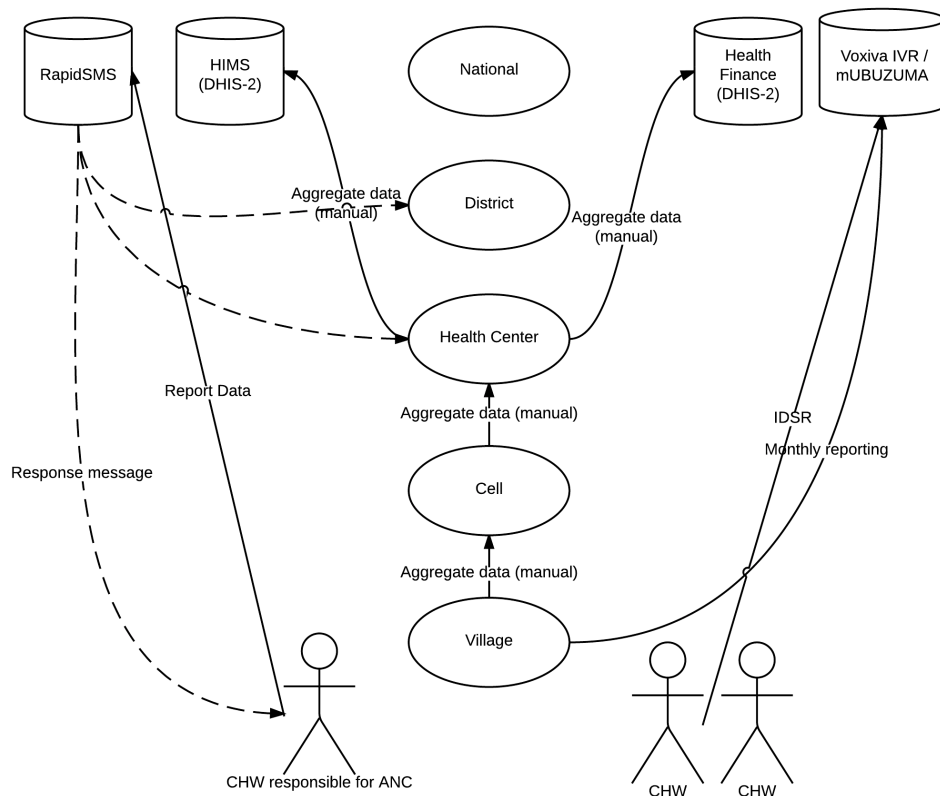 RapidSMS
HIMS
(DHIS-2)
National
Health
Finance
(DHIS-2)
Voxiva IVR /
mUBUZUMA
Aggregate data
(manual)
District
Aggregate data
(manual)
Health Center
Report Data
Aggregate data (manual)
IDSR
Monthly reporting
Response message
Cell
Aggregate data (manual)
Village
CHW responsible for ANC
CHW
CHW